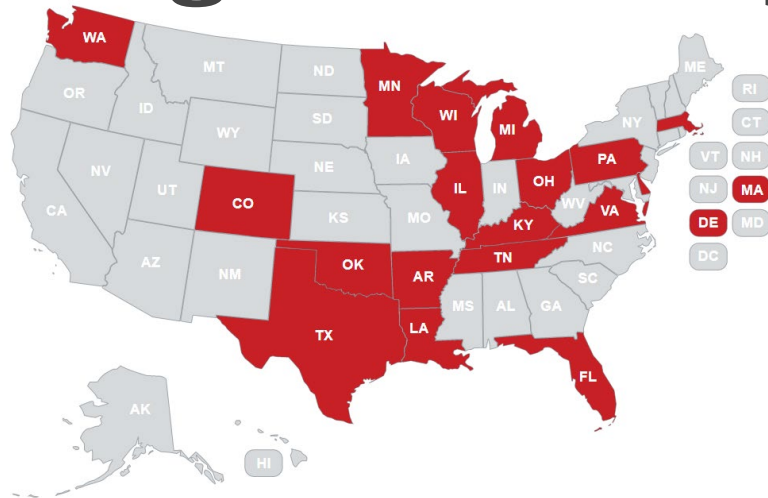 WA
MT
ND
MN
ME
OR
ID
SD
WI
MI
NY
RI
WY
CT
IA
PA
VT
NH
NV
UT
NE
IL
IN
OH
NJ
MA
CA
CO
KS
MO
KY
WV
VA
DE
MD
AZ
NM
OK
AR
TN
NC
DC
SC
MS
AL
GA
TX
LA
FL
AK
HI